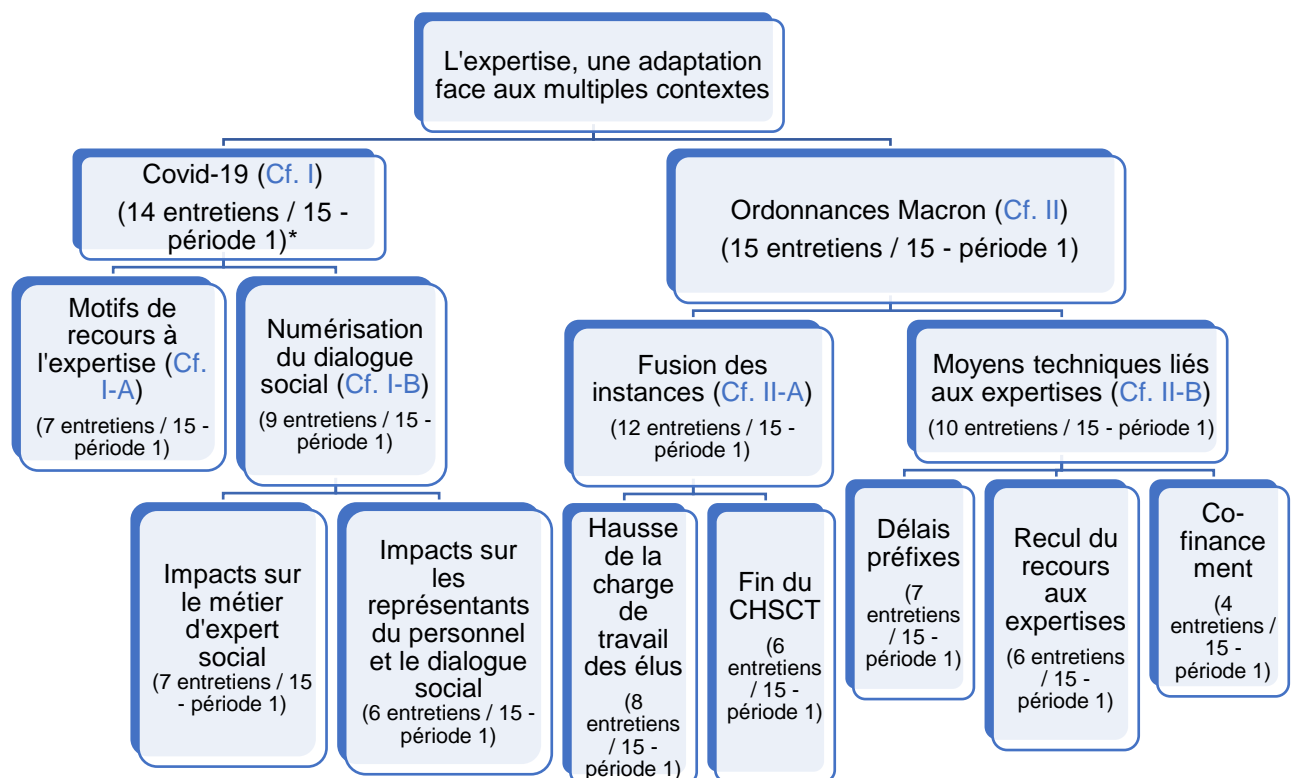 L'expertise, une adaptation
face aux multiples contextes
Covid-19 (Cf. I)
(14 entretiens / 15 -
période 1)*
Ordonnances Macron (Cf. II)
(15 entretiens / 15 - période 1)
Motifs de
recours à
l'expertise (Cf.
I-A)
(7 entretiens / 15 -
période 1)
Numérisation
du dialogue
social (Cf. I-B)
(9 entretiens / 15 -
période 1)
Fusion des
instances (Cf. II-A)
(12 entretiens / 15 -
période 1)
Moyens techniques liés
aux expertises (Cf. II-B)
(10 entretiens / 15 - période 1)
Impacts sur
le métier
d'expert
social
(7 entretiens / 15
- période 1)
Impacts sur
les
représentants
du personnel
et le dialogue
social
(6 entretiens / 15 -
période 1)
Hausse
de la
charge
de
travail
des élus
(8
entretiens
/ 15 -
période 1)
Fin du
CHSCT
(6
entretiens
/ 15 -
période 1)
Délais
préfixes
(7
entretiens
/ 15 -
période 1)
Recul du
recours
aux
expertises
(6 entretiens
/ 15 -
période 1)
Co-
finance
ment
(4
entretiens /
15 -
période 1)